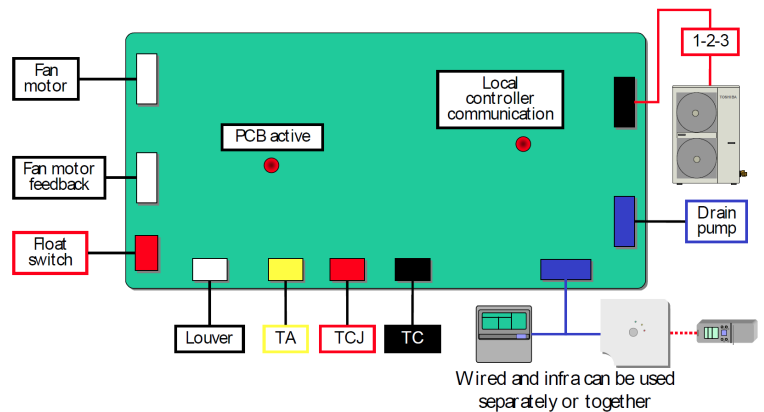 1-2-3
Fan
motor
Local
controller
communication
TOSHIBA
PCB active
Fan motor
feedback
Drain
pump
Float
switch
Louver
TA
TCJ
TC
Wired and infra can be used
separately or together